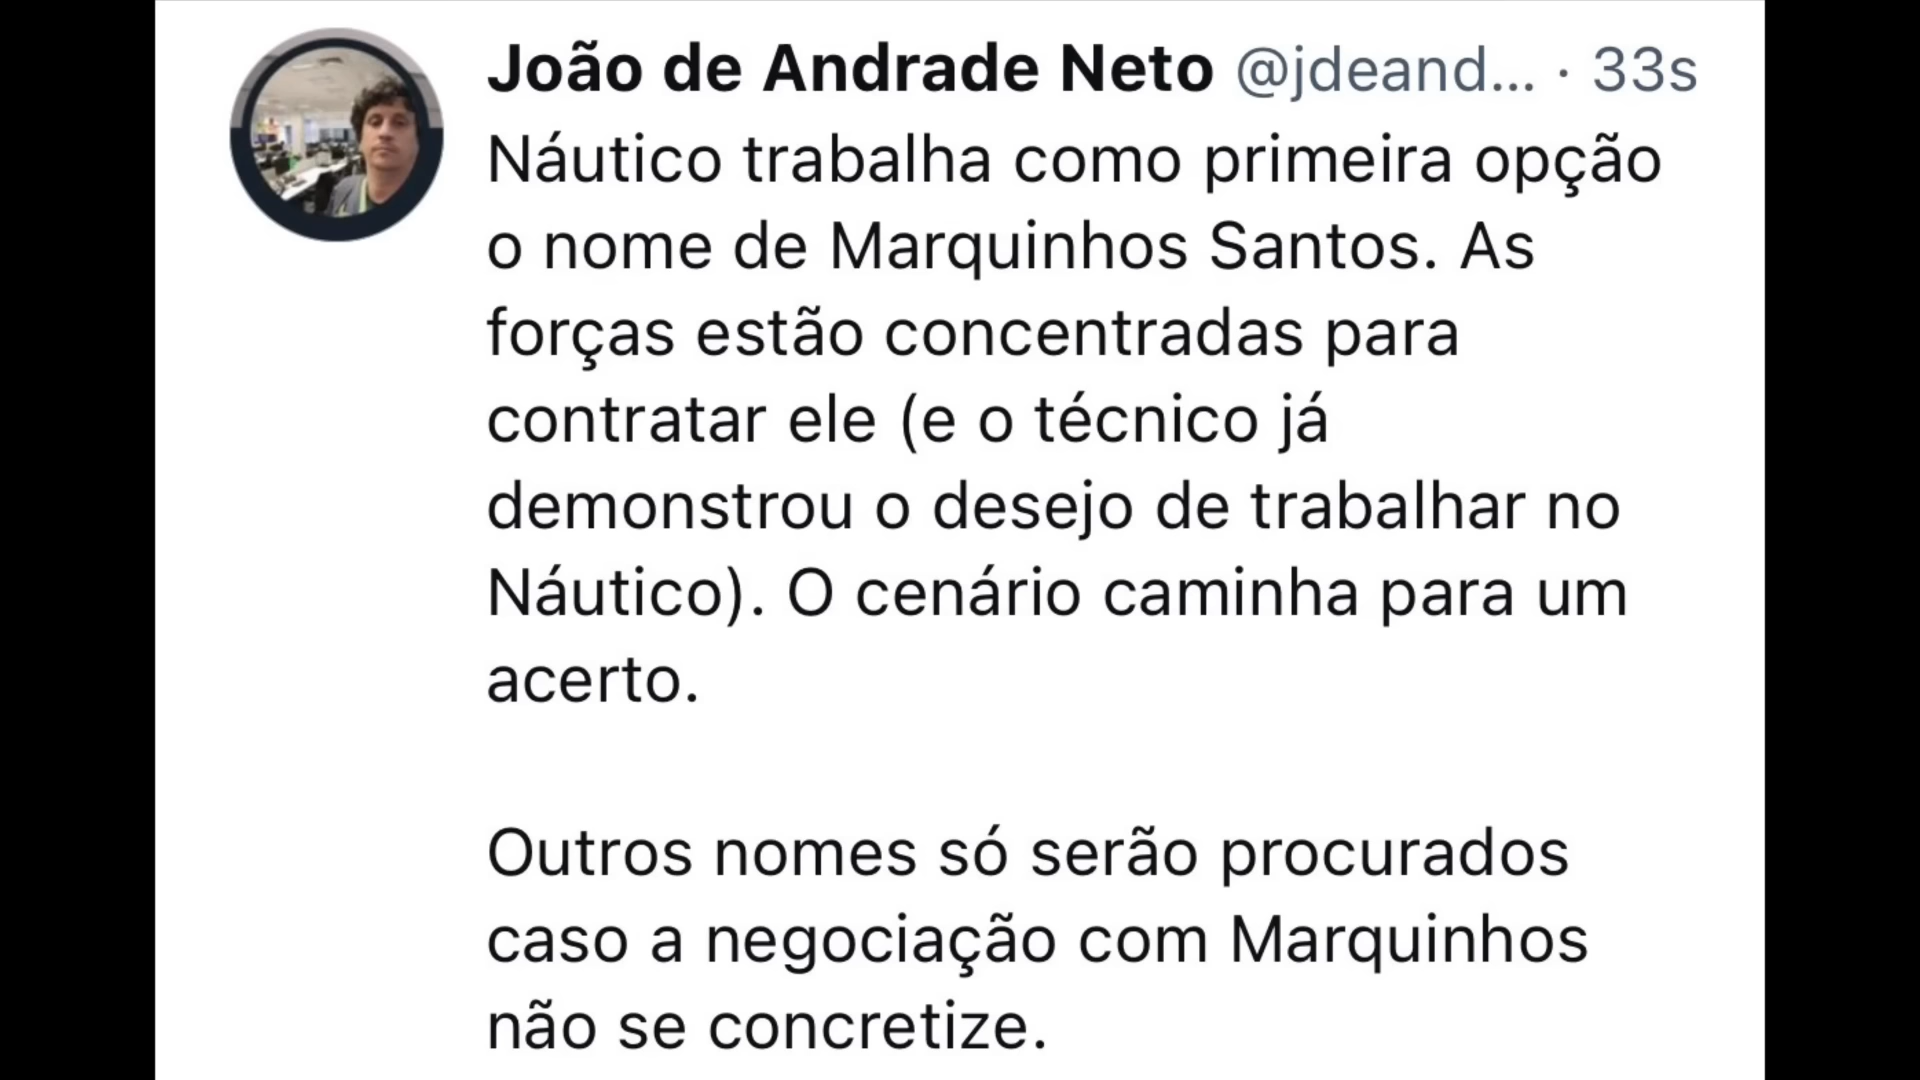 João de Andrade Neto @jdeand... · 33s
Náutico trabalha como primeira opção
o nome de Marquinhos Santos. As
forças estão concentradas para
contratar ele (e o técnico já
demonstrou o desejo de trabalhar no
Náutico). O cenário caminha para um
acerto.
Outros nomes só serão procurados
caso a negociação com Marquinhos
não se concretize.